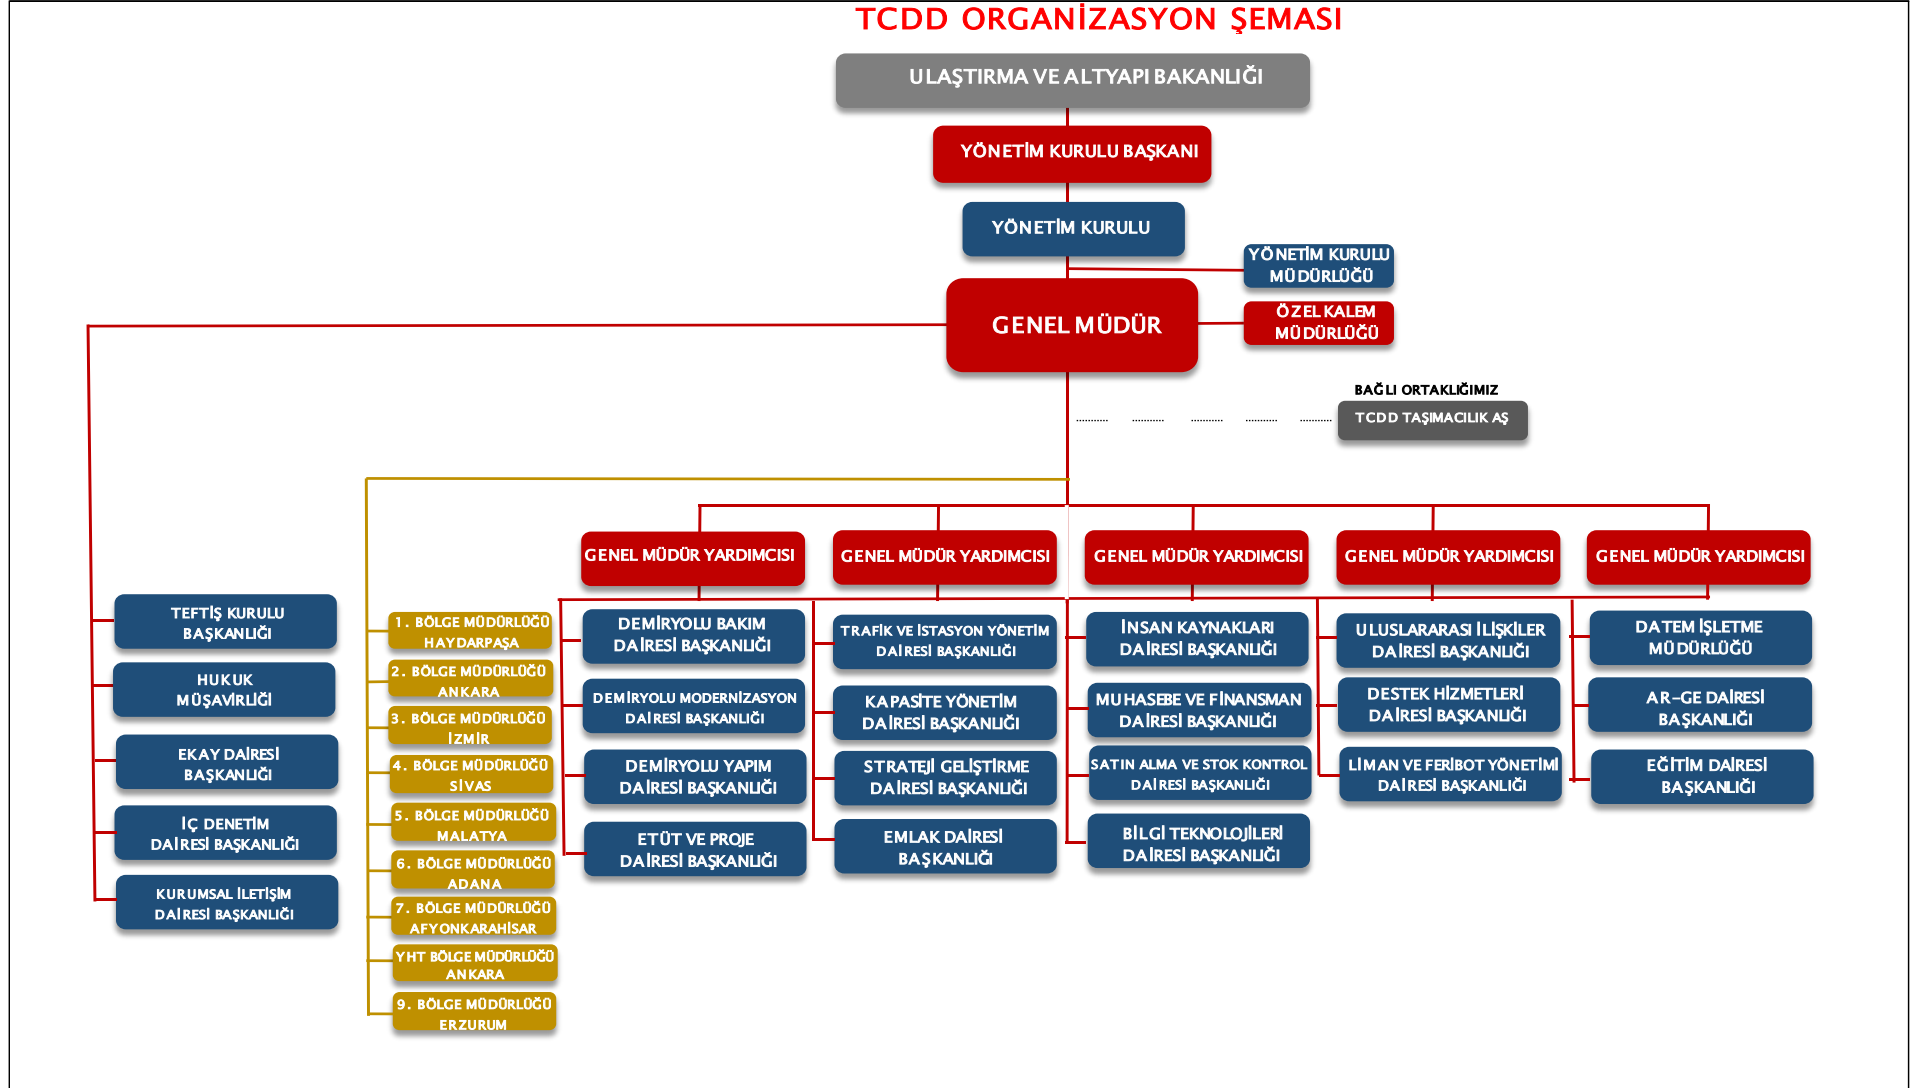 TCDD ORGANİZASYON ŞEMASI
ULAŞTIRMA VE ALTYAPI BAKANLIĞI
YÖNETİM KURULU BAŞKANI
YÖNETİM KURULU
YÖNETİM KURULU
MÜDÜRLÜĞÜ
GENEL MÜDÜR
ÖZEL KALEM
MÜDÜRLÜĞÜ
BAĞLI ORTAKLIĞIMIZ
TCDD TAŞIMACILIK AŞ
GENEL MÜDÜR YARDIMCISI
GENEL MÜDÜR YARDIMCISI
GENEL MÜDÜR YARDIMCISI
GENEL MÜDÜR YARDIMCISI
GENEL MÜDÜR YARDIMCISI
TEFTİŞ KURULU
BAŞKANLIĞI
HUKUK
MÜŞAVİRLİĞİ
EKAY DAİRESİ
BAŞKANLIĞI
İÇ DENETİM
DAİRESİ BAŞKANLIĞI
KURUMSAL İLETİŞİM
DAİRESİ BAŞKANLIĞI
1. BÖLGE MÜDÜRLÜĞÜ
HAYDARPAŞA
2. BÖLGE MÜDÜRLÜĞÜ
ANKARA
3. BÖLGE MÜDÜRLÜĞÜ
İZMİR
4. BÖLGE MÜDÜRLÜĞÜ
SİVAS
5. BÖLGE MÜDÜRLÜĞÜ
MALATYA
6. BÖLGE MÜDÜRLÜĞÜ
ADANA
7. BÖLGE MÜDÜRLÜĞÜ
AFYONKARAHİSAR
YHT BÖLGE MÜDÜRLÜĞÜ
ANKARA
9. BÖLGE MÜDÜRLÜĞÜ
ERZURUM
DEMİRYOLU BAKIM
DAİRESİ BAŞKANLIĞI
DEMİRYOLU MODERNİZASYON
DAİRESİ BAŞKANLIĞI
DEMİRYOLU YAPIM
DAİRESİ BAŞKANLIĞI
ETÜT VE PROJE
DAİRESİ BAŞKANLIĞI
TRAFİK VE İSTASYON YÖNETİM
DAİRESİ BAŞKANLIĞI
KAPASİTE YÖNETİM
DAİRESİ BAŞKANLIĞI
STRATEJİ GELİŞTİRME
DAİRESİ BAŞKANLIĞI
EMLAK DAİRESİ
BAŞKANLIĞI
İNSAN KAYNAKLARI
DAİRESİ BAŞKANLIĞI
MUHASEBE VE FİNANSMAN
DAİRESİ BAŞKANLIĞI
SATIN ALMA VE STOK KONTROL
DAİRESİ BAŞKANLIĞI
BİLGİ TEKNOLOJİLERİ
DAİRESİ BAŞKANLIĞI
ULUSLARARASI İLİŞKİLER
DAİRESİ BAŞKANLIĞI
DESTEK HİZMETLERİ
DAİRESİ BAŞKANLIĞI
LİMAN VE FERİBOT YÖNETİMİ
DAİRESİ BAŞKANLIĞI
DATEM İŞLETME
MÜDÜRLÜĞÜ
AR-GE DAİRESİ
BAŞKANLIĞI
EĞİTİM DAİRESİ
BAŞKANLIĞI